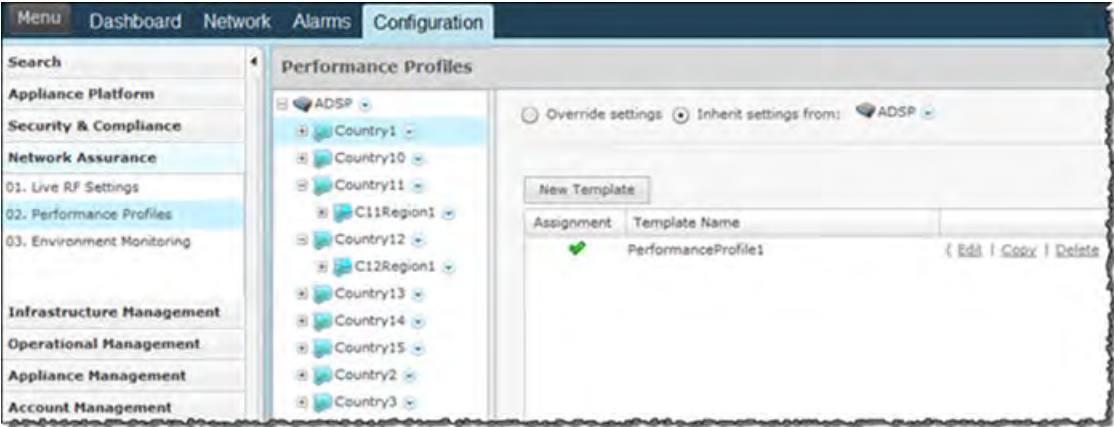 Menu Dashboard Network Alarms Configuration
Search
Appliance Platform
Security & Compliance
Network Assurance
01. Live RF Settings
02. Performance Profiles
03. Environment Monitoring
Infrastructure Management
Operational Management
Appliance Management
Account Management
Performance Profiles
ADSP
Country1
Country10
Country11
C11Region1
Country12
C12Region1
Country13
Country14
Country15
Country2
Country3
Override settings Inherit settings from: ADSP
New Template
Assignment Template Name
PerformanceProfile1 ( Edit | Copy | Delete